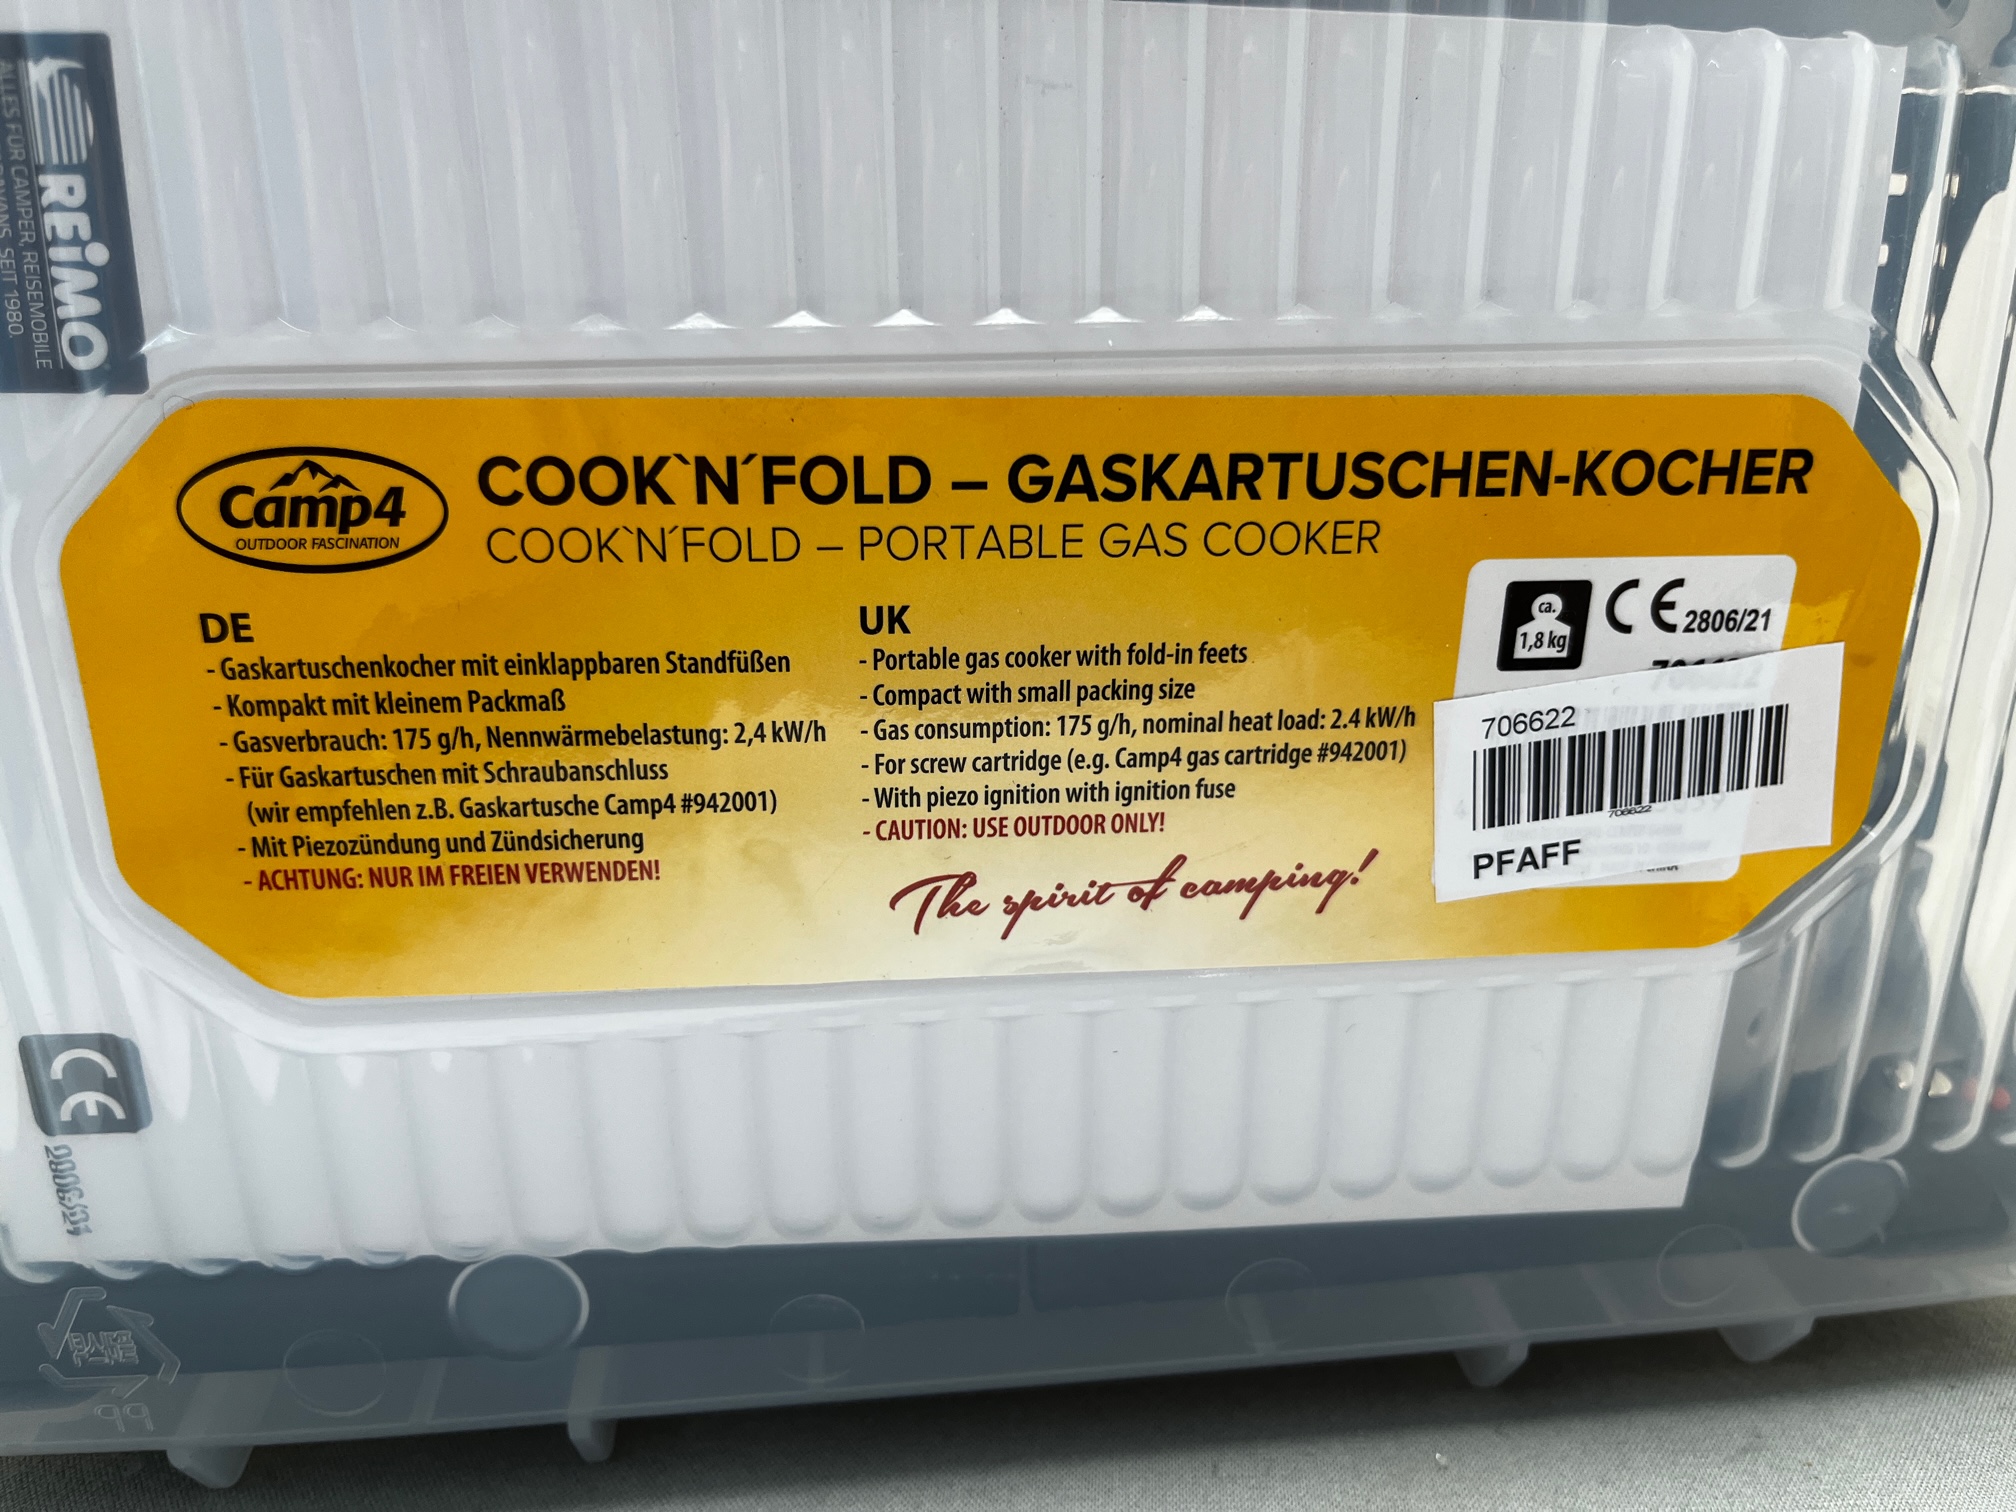 REIMO
ALLES FÜR CAMPER, REISEMOBILE
SEIT 1980.
Camp4
OUTDOOR FASCINATION
COOK`N´FOLD – GASKARTUSCHEN-KOCHER
COOK`N´FOLD – PORTABLE GAS COOKER
DE
- Gaskartuschenkocher mit einklappbaren Standfüßen
- Kompakt mit kleinem Packmaß
- Gasverbrauch: 175 g/h, Nennwärmebelastung: 2,4 kW/h
- Für Gaskartuschen mit Schraubanschluss
(wir empfehlen z.B. Gaskartusche Camp4 #942001)
- Mit Piezozündung und Zündsicherung
- ACHTUNG: NUR IM FREIEN VERWENDEN!
UK
- Portable gas cooker with fold-in feets
- Compact with small packing size
- Gas consumption: 175 g/h, nominal heat load: 2.4 kW/h
- For screw cartridge (e.g. Camp4 gas cartridge #942001)
- With piezo ignition with ignition fuse
- CAUTION: USE OUTDOOR ONLY!
The spirit of camping!
ca.
1,8 kg
CE 2806/21
706622
706622
PFAFF
CE
2806/21
PP